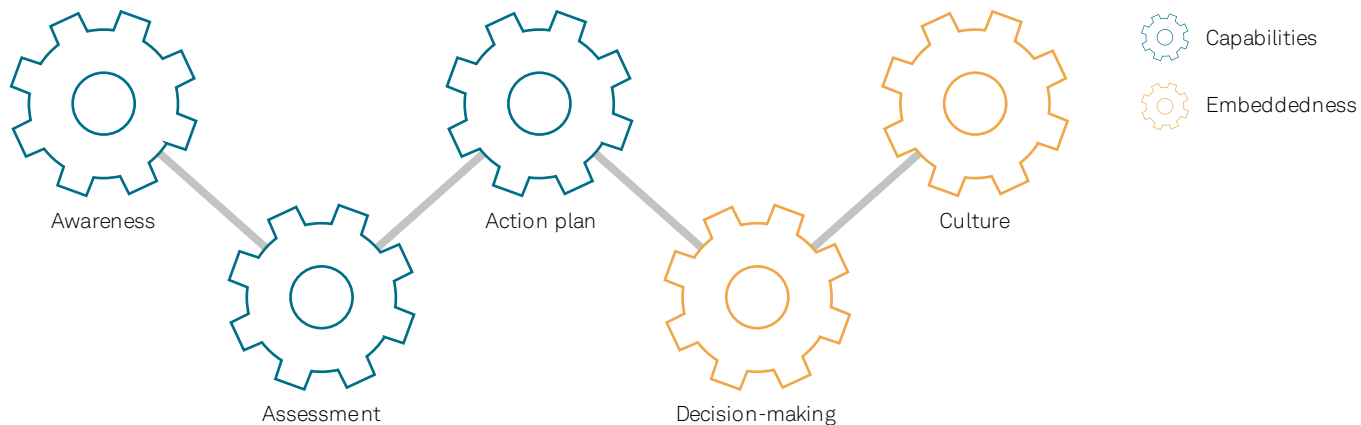 Capabilities
Embeddedness
Awareness
Action plan
Culture
Assessment
Decision-making